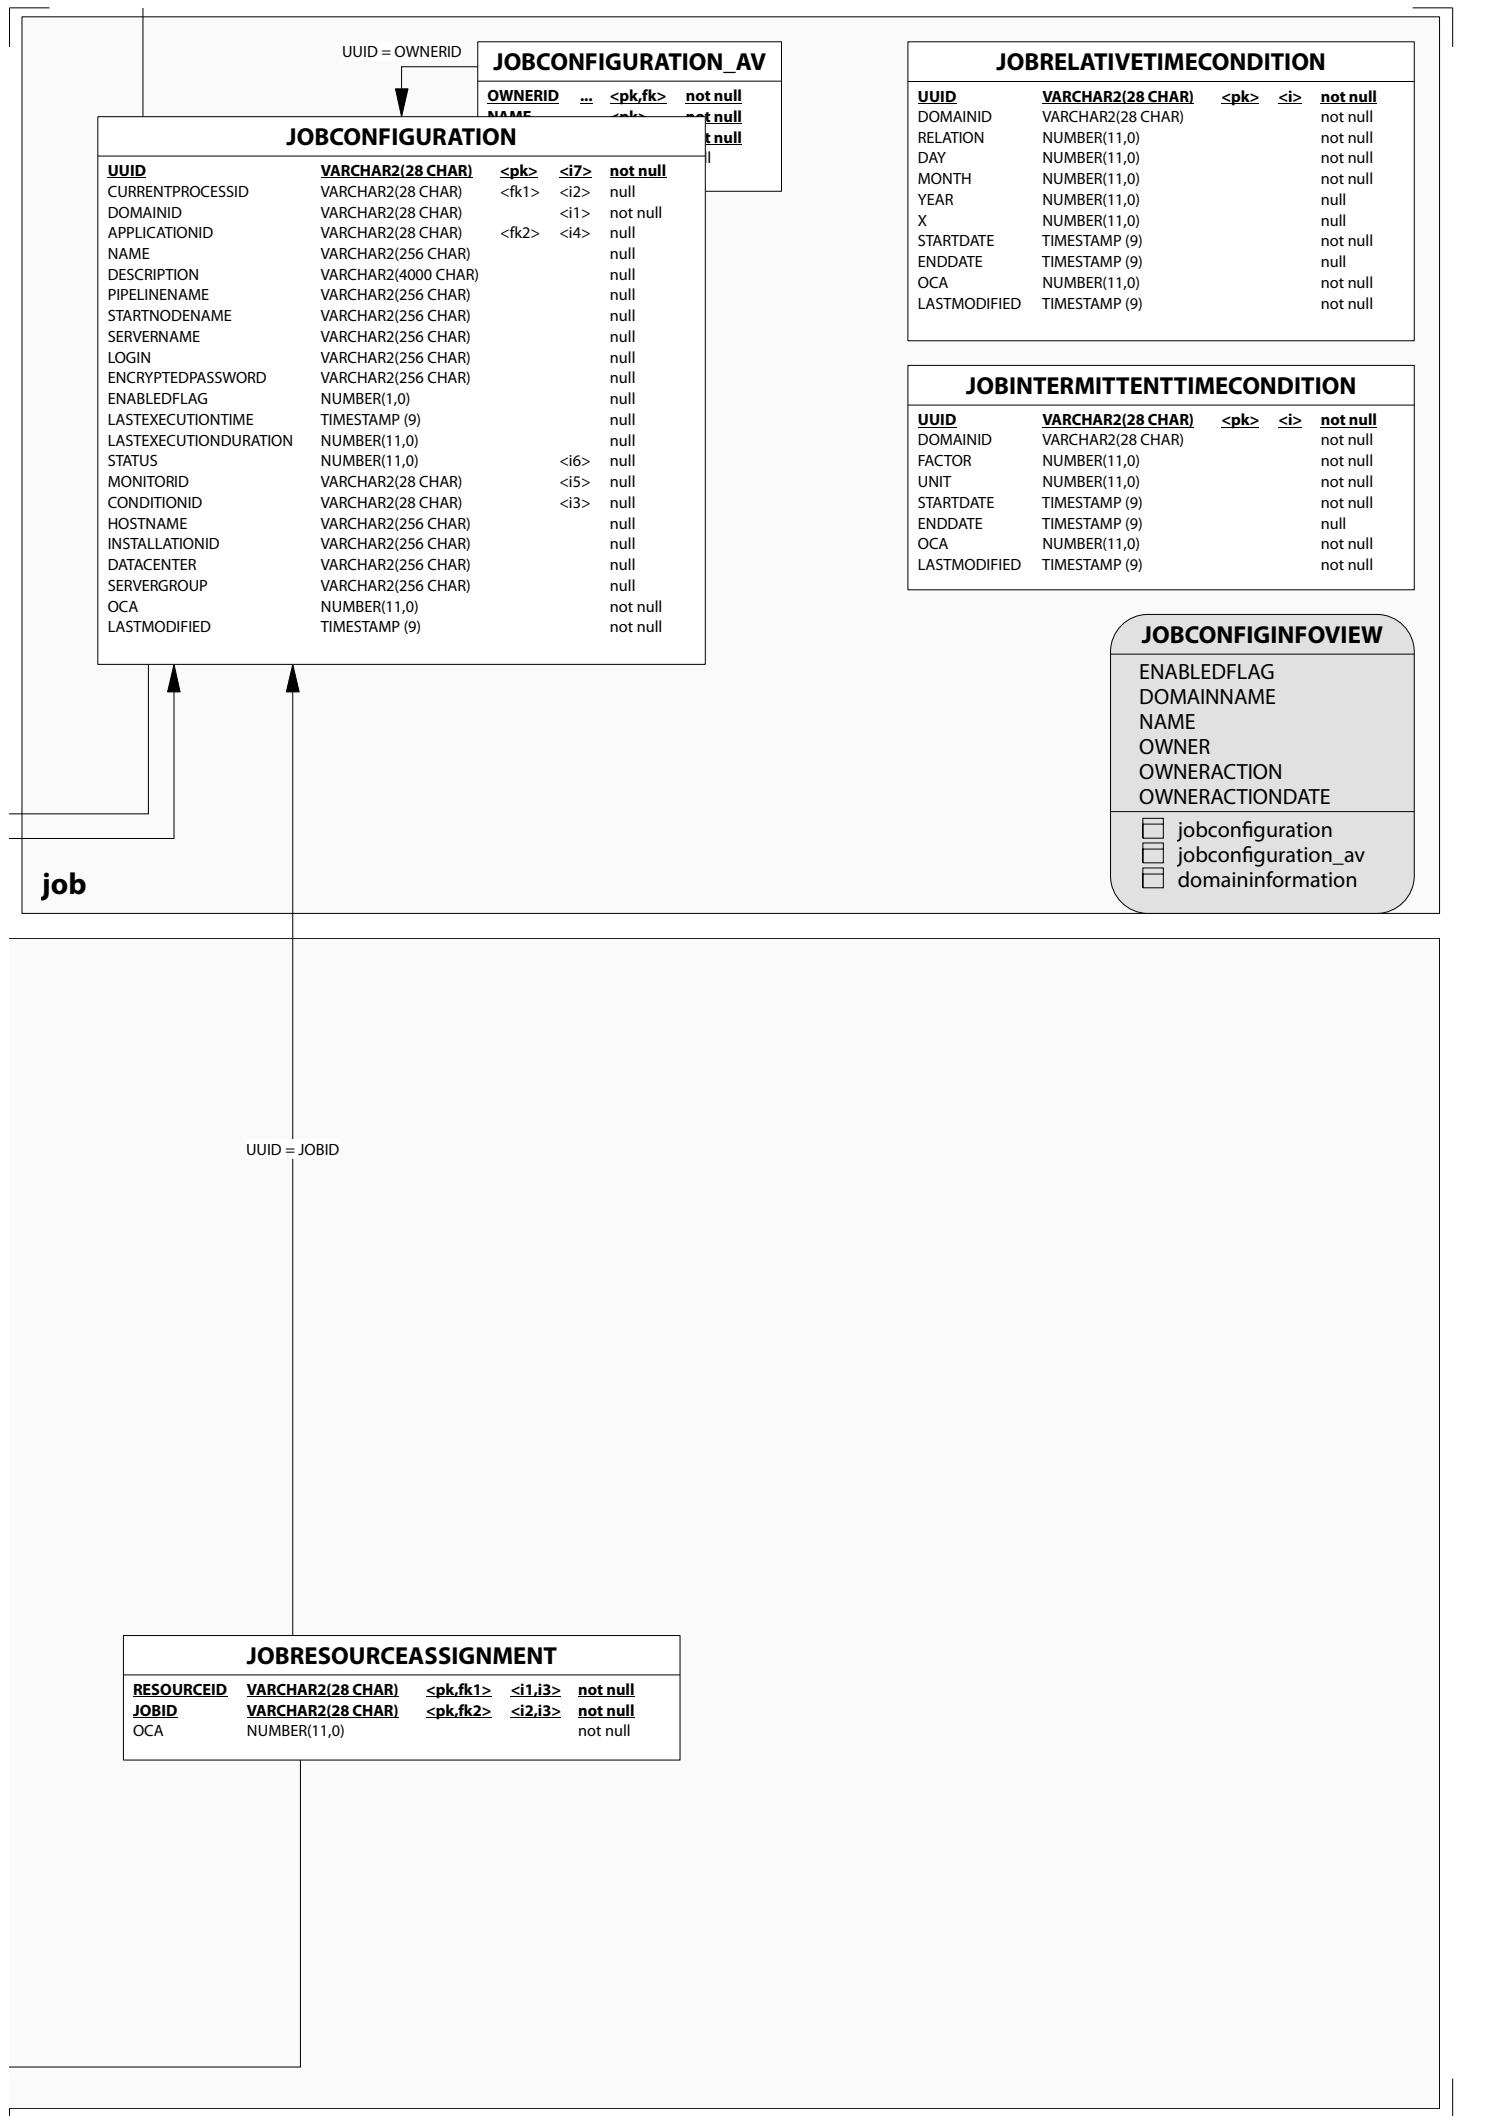 UUID = OWNERID
JOBCONFIGURATION_AV
OWNERID ... <pk,fk> not null
not null
JOBCONFIGURATION
UUID VARCHAR2(28 CHAR) <pk> <i7> not null
CURRENTPROCESSID VARCHAR2(28 CHAR) <fk1> <i2> null
DOMAINID VARCHAR2(28 CHAR) <i1> not null
APPLICATIONID VARCHAR2(28 CHAR) <fk2> <i4> null
NAME VARCHAR2(256 CHAR) null
DESCRIPTION VARCHAR2(4000 CHAR) null
PIPELINENAME VARCHAR2(256 CHAR) null
STARTNODENAME VARCHAR2(256 CHAR) null
SERVERNAME VARCHAR2(256 CHAR) null
LOGIN VARCHAR2(256 CHAR) null
ENCRYPTEDPASSWORD VARCHAR2(256 CHAR) null
ENABLEDFLAG NUMBER(1,0) null
LASTEXECUTIONTIME TIMESTAMP (9) null
LASTEXECUTIONDURATION NUMBER(11,0) null
STATUS NUMBER(11,0) <i6> null
MONITORID VARCHAR2(28 CHAR) <i5> null
CONDITIONID VARCHAR2(28 CHAR) <i3> null
HOSTNAME VARCHAR2(256 CHAR) null
INSTALLATIONID VARCHAR2(256 CHAR) null
DATACENTER VARCHAR2(256 CHAR) null
SERVERGROUP VARCHAR2(256 CHAR) null
OCA NUMBER(11,0) not null
LASTMODIFIED TIMESTAMP (9) not null
JOBRELATIVETIMECONDITION
UUID VARCHAR2(28 CHAR) <pk> <i> not null
DOMAINID VARCHAR2(28 CHAR) not null
RELATION NUMBER(11,0) not null
DAY NUMBER(11,0) not null
MONTH NUMBER(11,0) not null
YEAR NUMBER(11,0) null
X NUMBER(11,0) null
STARTDATE TIMESTAMP (9) not null
ENDDATE TIMESTAMP (9) null
OCA NUMBER(11,0) not null
LASTMODIFIED TIMESTAMP (9) not null
JOBINTERMITTENTTIMECONDITION
UUID VARCHAR2(28 CHAR) <pk> <i> not null
DOMAINID VARCHAR2(28 CHAR) not null
FACTOR NUMBER(11,0) not null
UNIT NUMBER(11,0) not null
STARTDATE TIMESTAMP (9) not null
ENDDATE TIMESTAMP (9) null
OCA NUMBER(11,0) not null
LASTMODIFIED TIMESTAMP (9) not null
JOBCONFIGINFOVIEW
ENABLEDFLAG
DOMAINNAME
NAME
OWNER
OWNERACTION
OWNERACTIONDATE
jobconfiguration
jobconfiguration_av
domaininformation
job
UUID = JOBID
JOBRESOURCEASSIGNMENT
RESOURCEID VARCHAR2(28 CHAR) <pk,fk1> <i1,i3> not null
JOBID VARCHAR2(28 CHAR) <pk,fk2> <i2,i3> not null
OCA NUMBER(11,0) not null